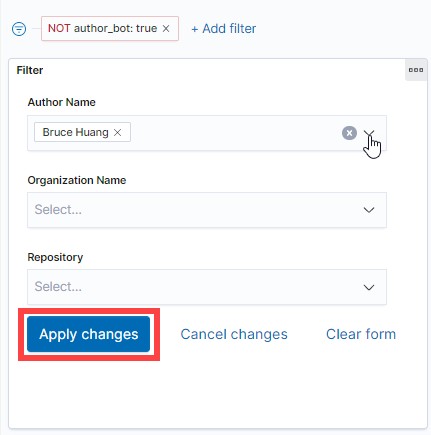 NOT author_bot: true × + Add filter
Filter
Author Name
Bruce Huang ×
Organization Name
Select...
Repository
Select...
Apply changes Cancel changes Clear form